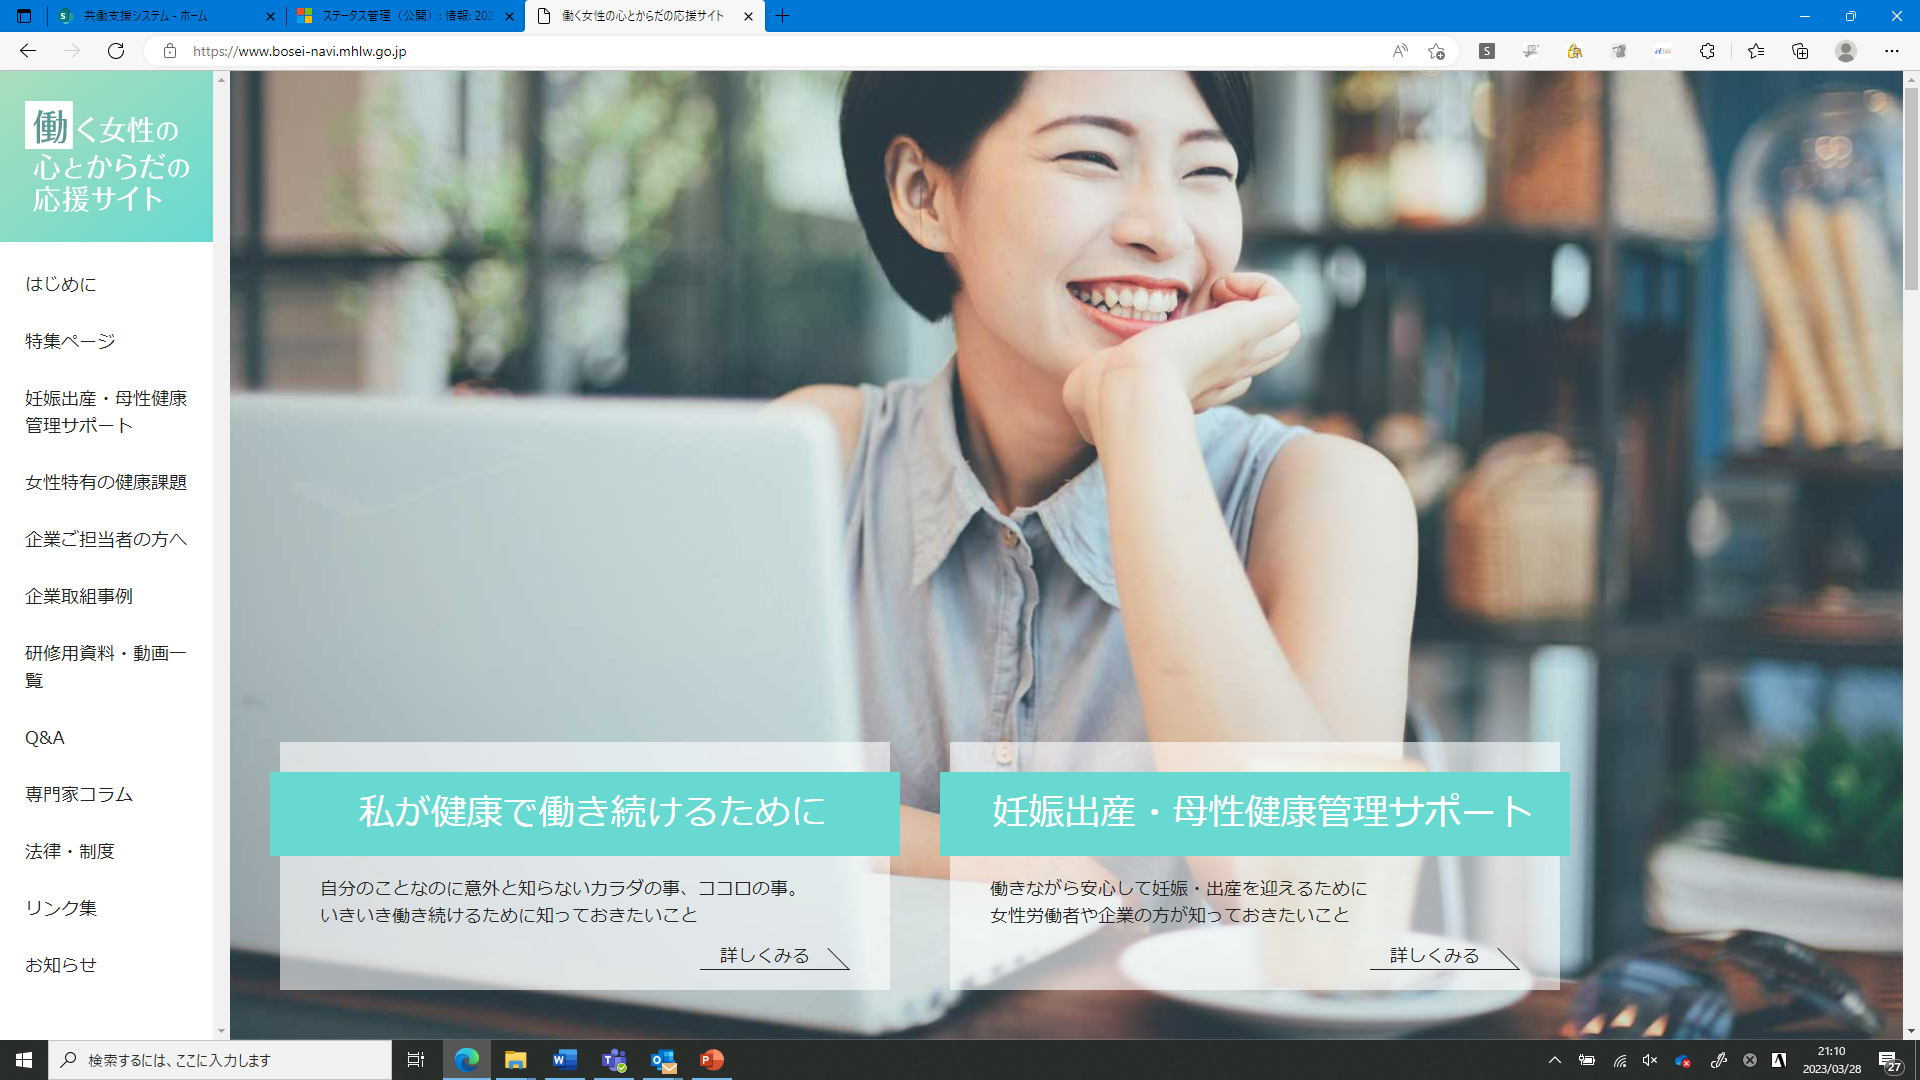 共働支援システム - ホーム
ステータス管理（公開）: 情報: 202
働く女性の心とからだの応援サイト
https://www.bosei-navi.mhlw.go.jp
働く女性の
心とからだの
応援サイト
はじめに
特集ページ
妊娠出産・母性健康
管理サポート
女性特有の健康課題
企業ご担当者の方へ
企業取組事例
研修用資料・動画一
覧
Q&A
専門家コラム
法律・制度
リンク集
お知らせ
私が健康で働き続けるために
自分のことなのに意外と知らないカラダの事、ココロの事。
いきいき働き続けるために知っておきたいこと
詳しくみる
妊娠出産・母性健康管理サポート
働きながら安心して妊娠・出産を迎えるために
女性労働者や企業の方が知っておきたいこと
詳しくみる
検索するには、ここに入力します
21:10
2023/03/28
27